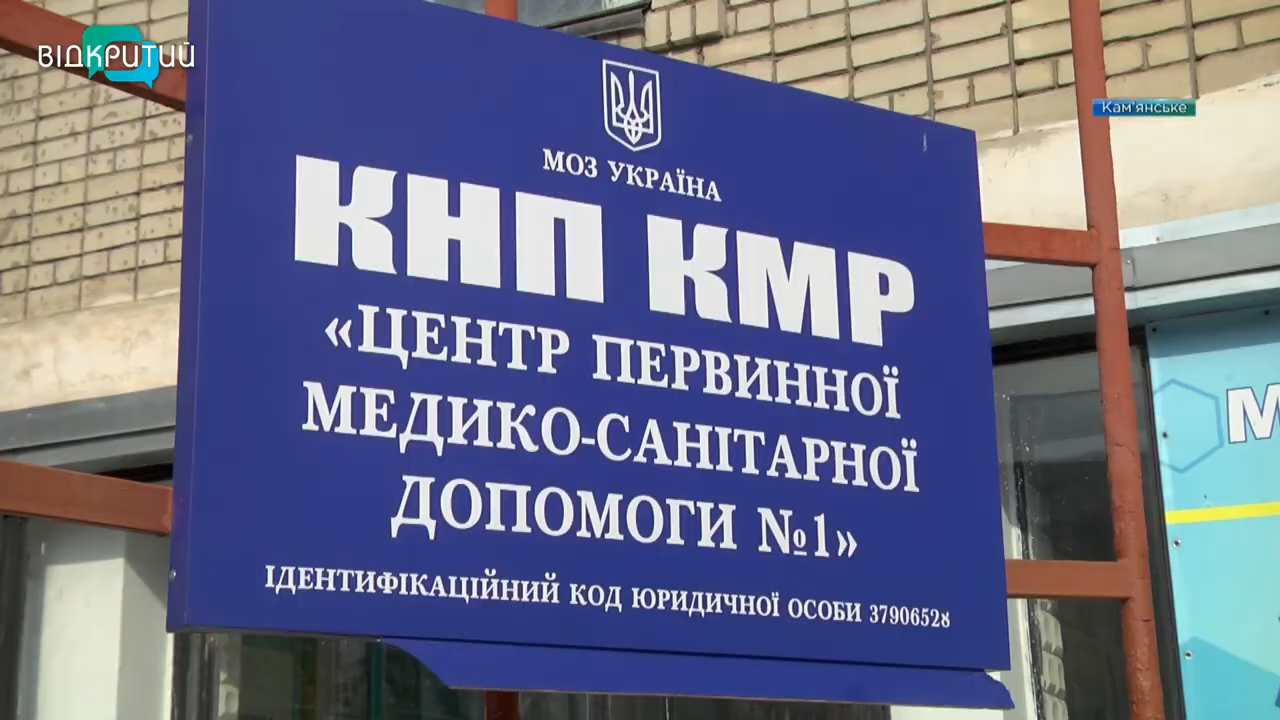 ВІДКРИТИЙ
Кам'янське
МОЗ УКРАЇНА
КНП КМР
«ЦЕНТР ПЕРВИННОЇ
МЕДИКО-САНІТАРНОЇ
ДОПОМОГИ №1»
ІДЕНТИФІКАЦІЙНИЙ КОД ЮРИДИЧНОЇ ОСОБИ 37906528
М